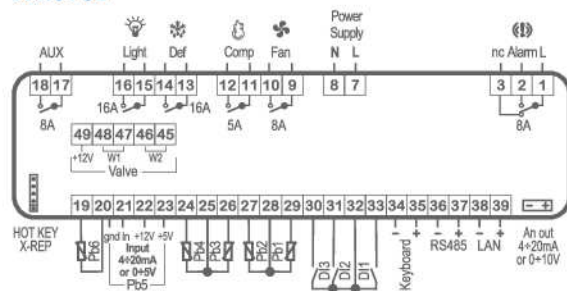 Power
Supply
AUX Light Def Comp Fan N L nc Alarm L
18 17 16 15 14 13 12 11 10 9 8 7 3 2 1
8A 16A 16A 5A 8A 8A
49 48 47 46 45
+12V W1 W2
Valve
19 20 21 22 23 24 25 26 27 28 29 30 31 32 33 34 35 36 37 38 39
HOT KEY
X-REP
Pb6
gnd In +12V +5V
Input
4÷20mA
or 0÷5V
Pb5
Pb4 Pb3 Pb2 Pb1 DI3 DI2 DI1
- + - + - +
Keyboard RS485 LAN
- +
An out
4÷20mA
or 0÷10V